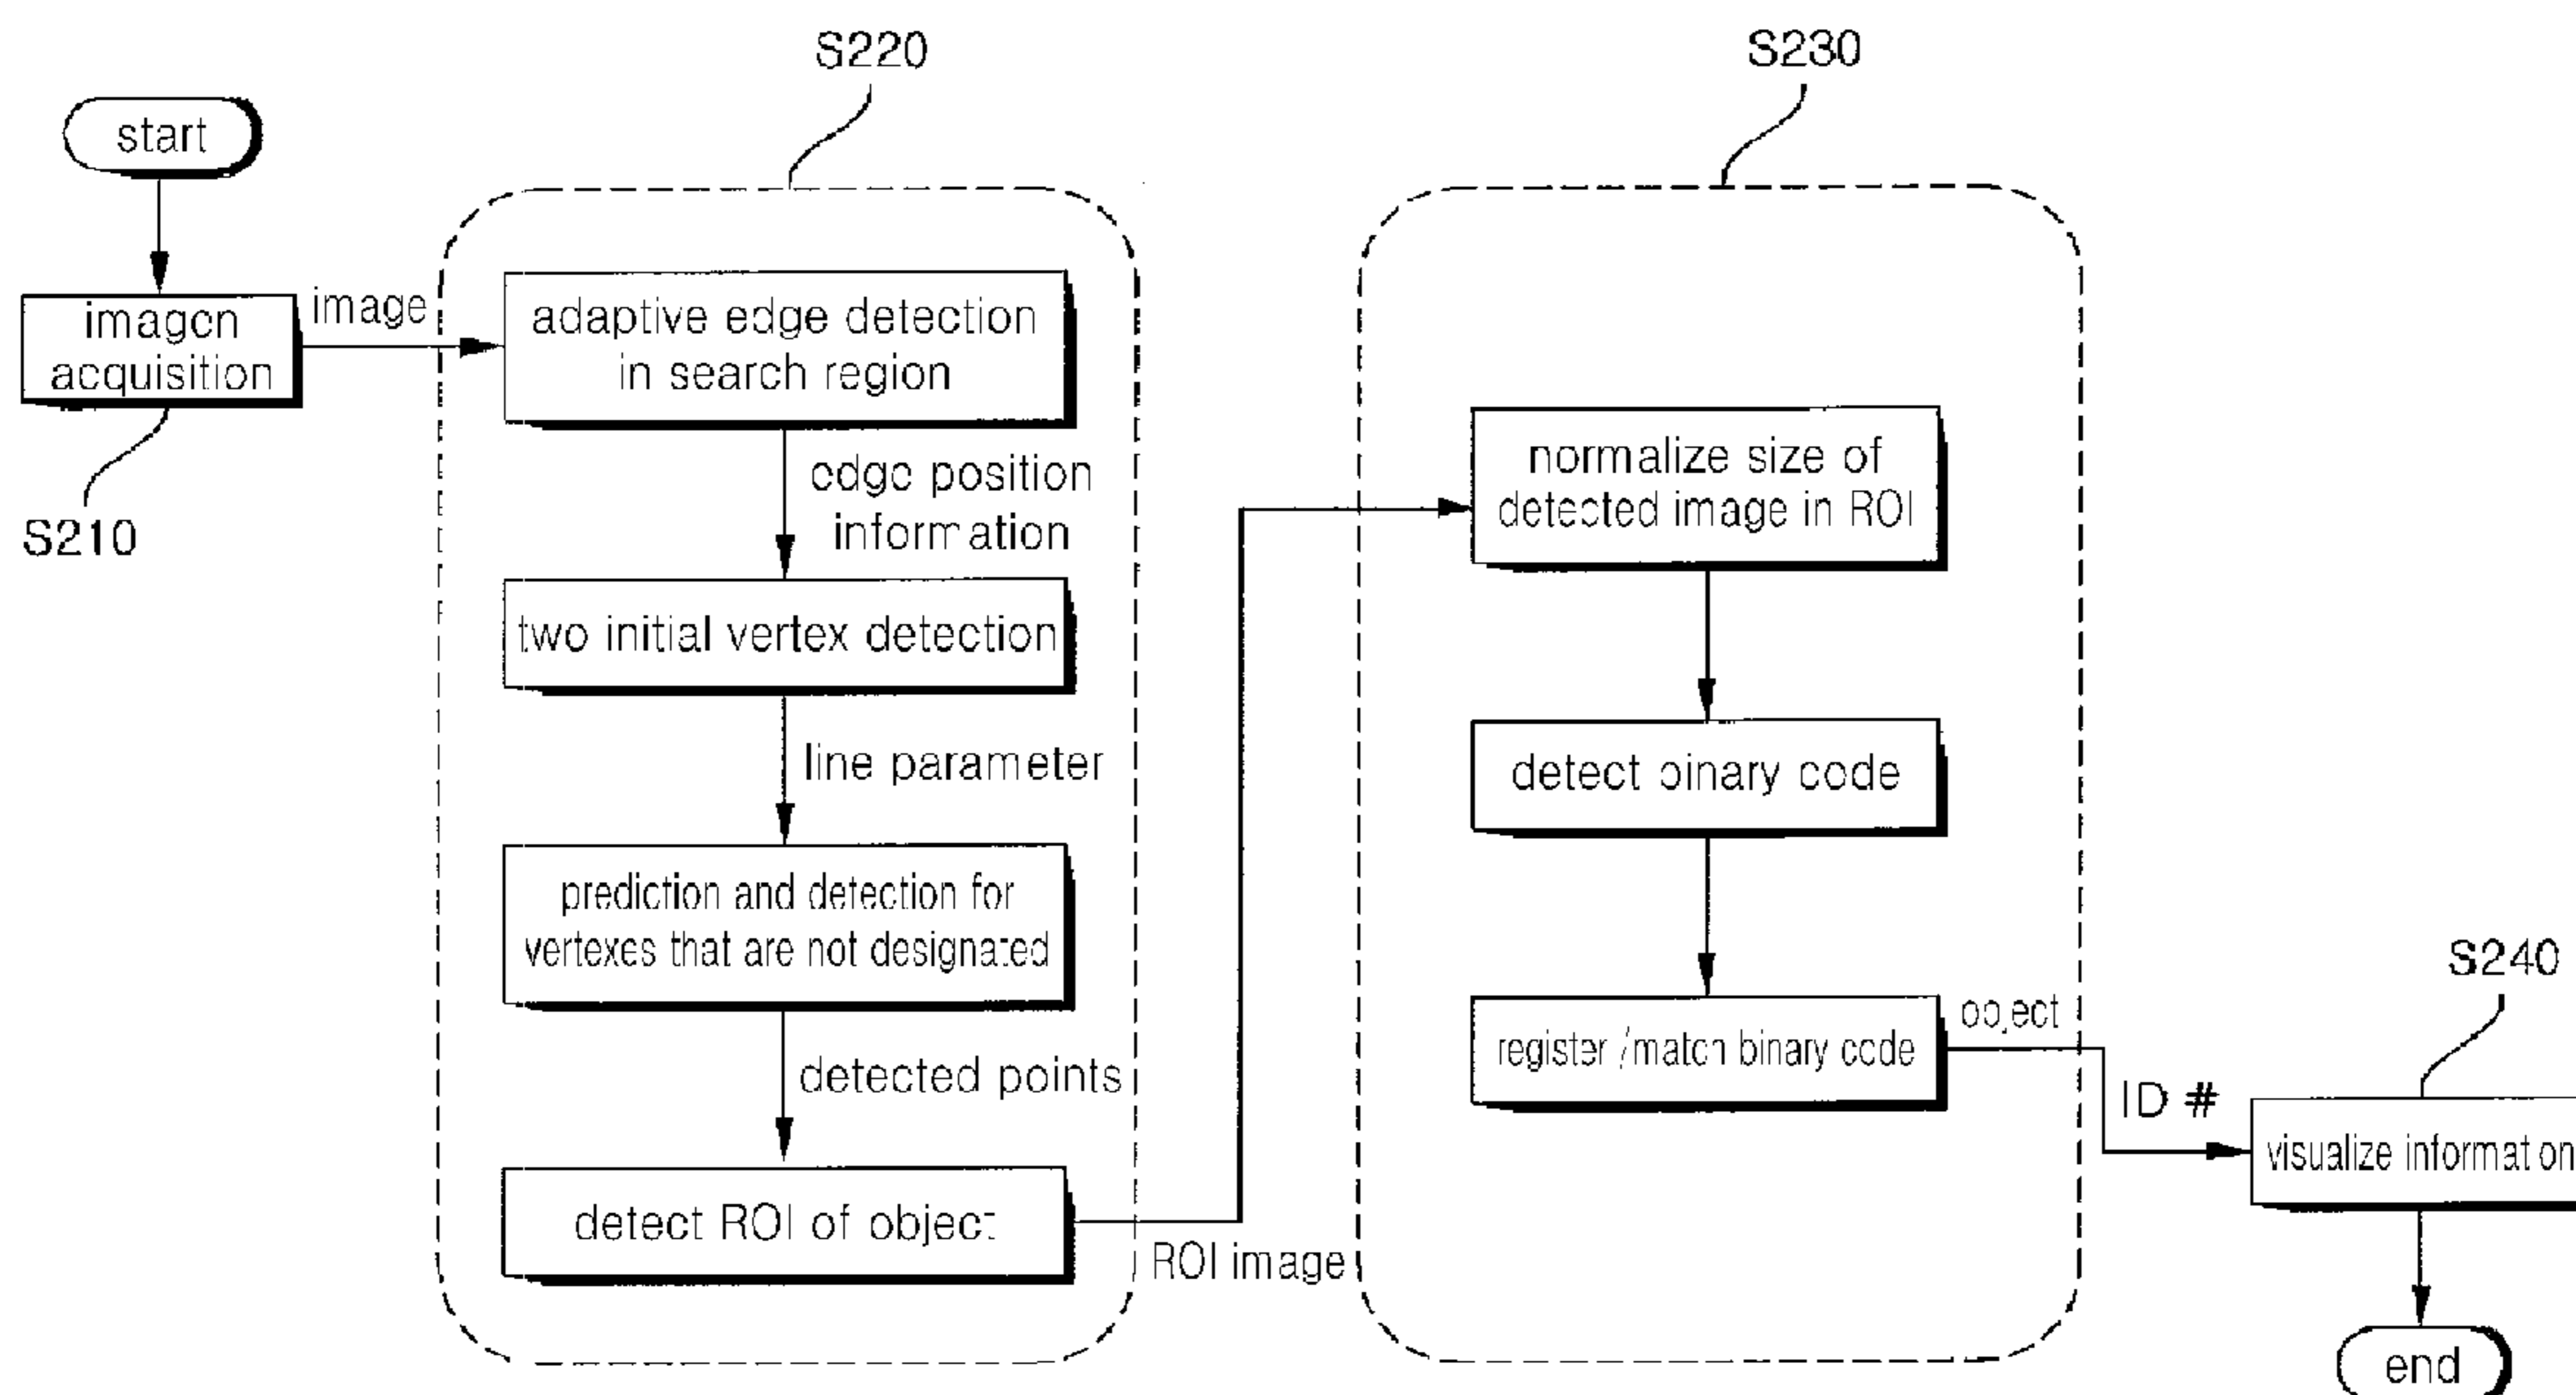 S220
S230
start
imagen
acquisition
image
S210
adaptive edge detection
in search region
edge position
information
two initial vertex detection
line parameter
prediction and detection for
vertexes that are not designated
detected points
detect ROI of object
ROI image
normalize size of
detected image in ROI
detect binary code
register /match binary code
object
ID #
S240
visualize information
end